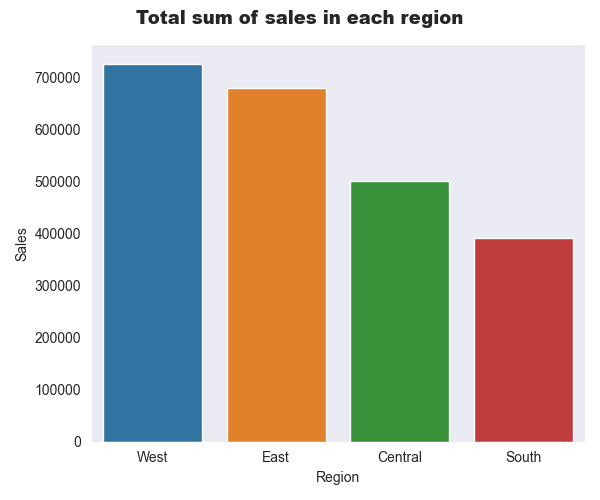 Total sum of sales in each region
700000
600000
500000
400000
300000
200000
100000
0
Sales
West East Central South
Region